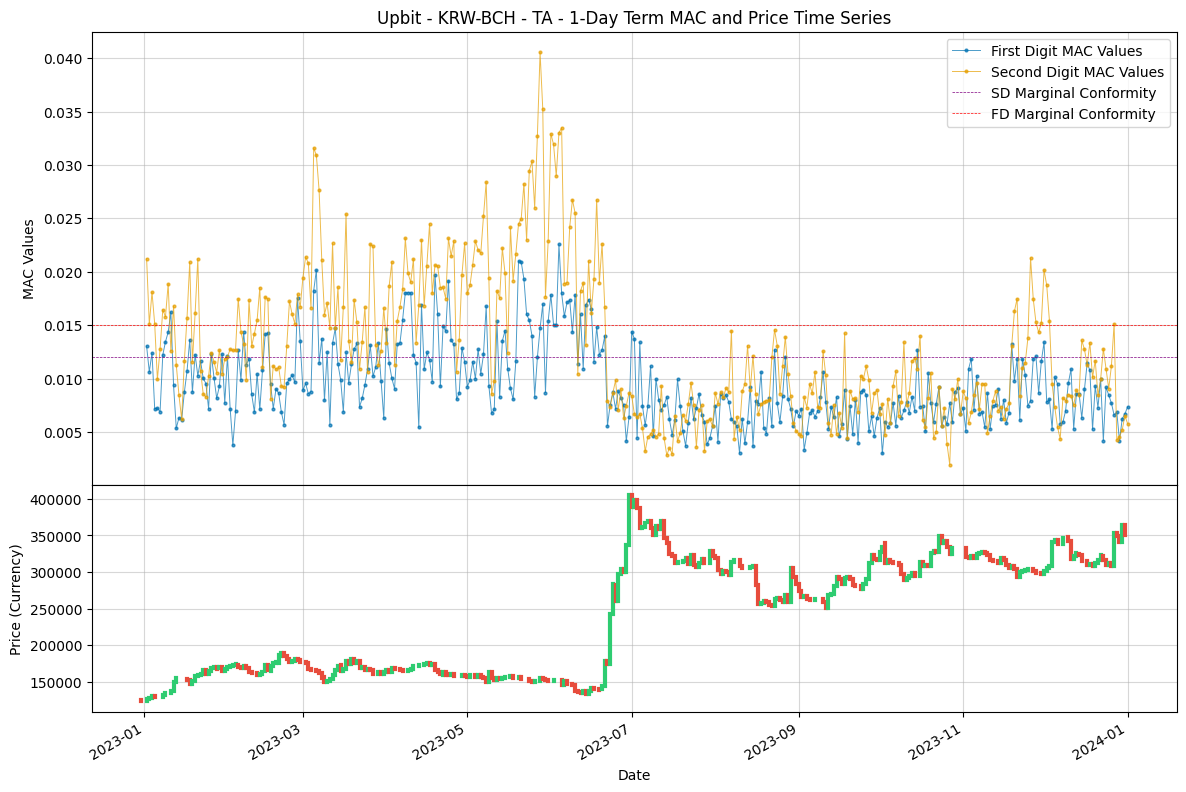 Upbit - KRW-BCH - TA - 1-Day Term MAC and Price Time Series
First Digit MAC Values
Second Digit MAC Values
SD Marginal Conformity
FD Marginal Conformity
MAC Values
0.040
0.035
0.030
0.025
0.020
0.015
0.010
0.005
Price (Currency)
400000
350000
300000
250000
200000
150000
2023-01
2023-03
2023-05
2023-07
2023-09
2023-11
2024-01
Date